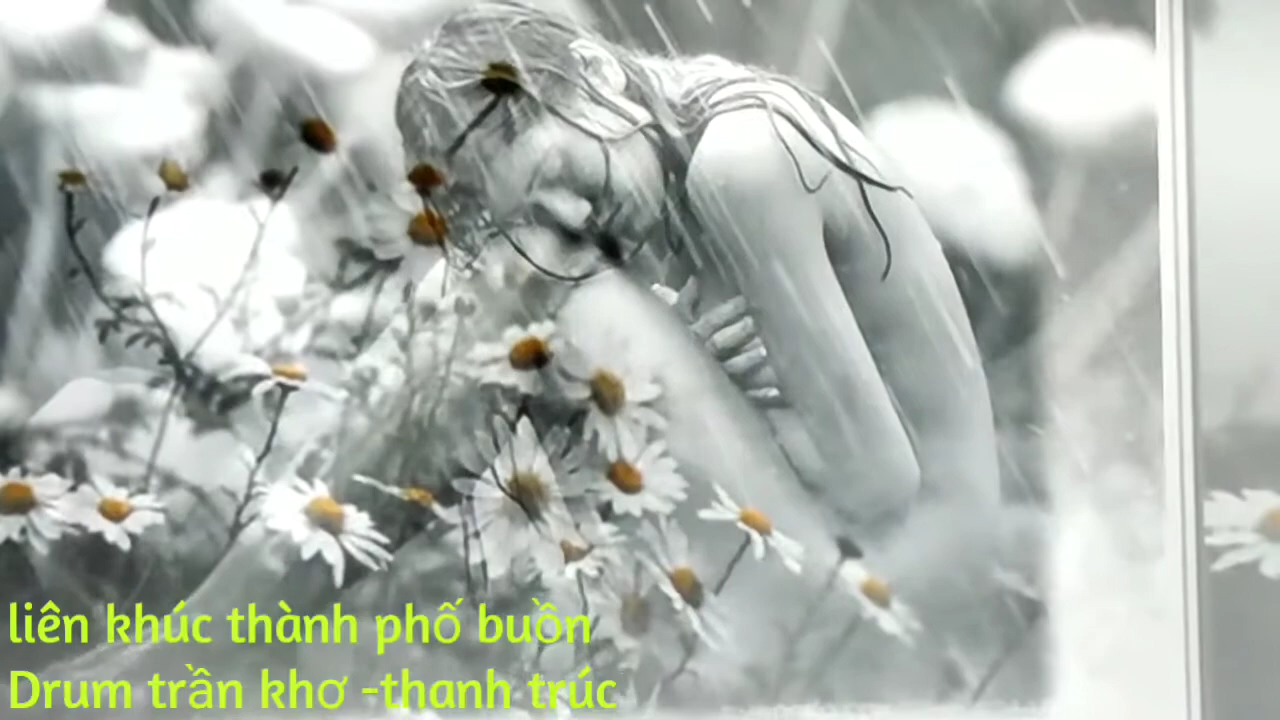 liên khúc thành phố buồn
Drum trần khơ -thanh trúc